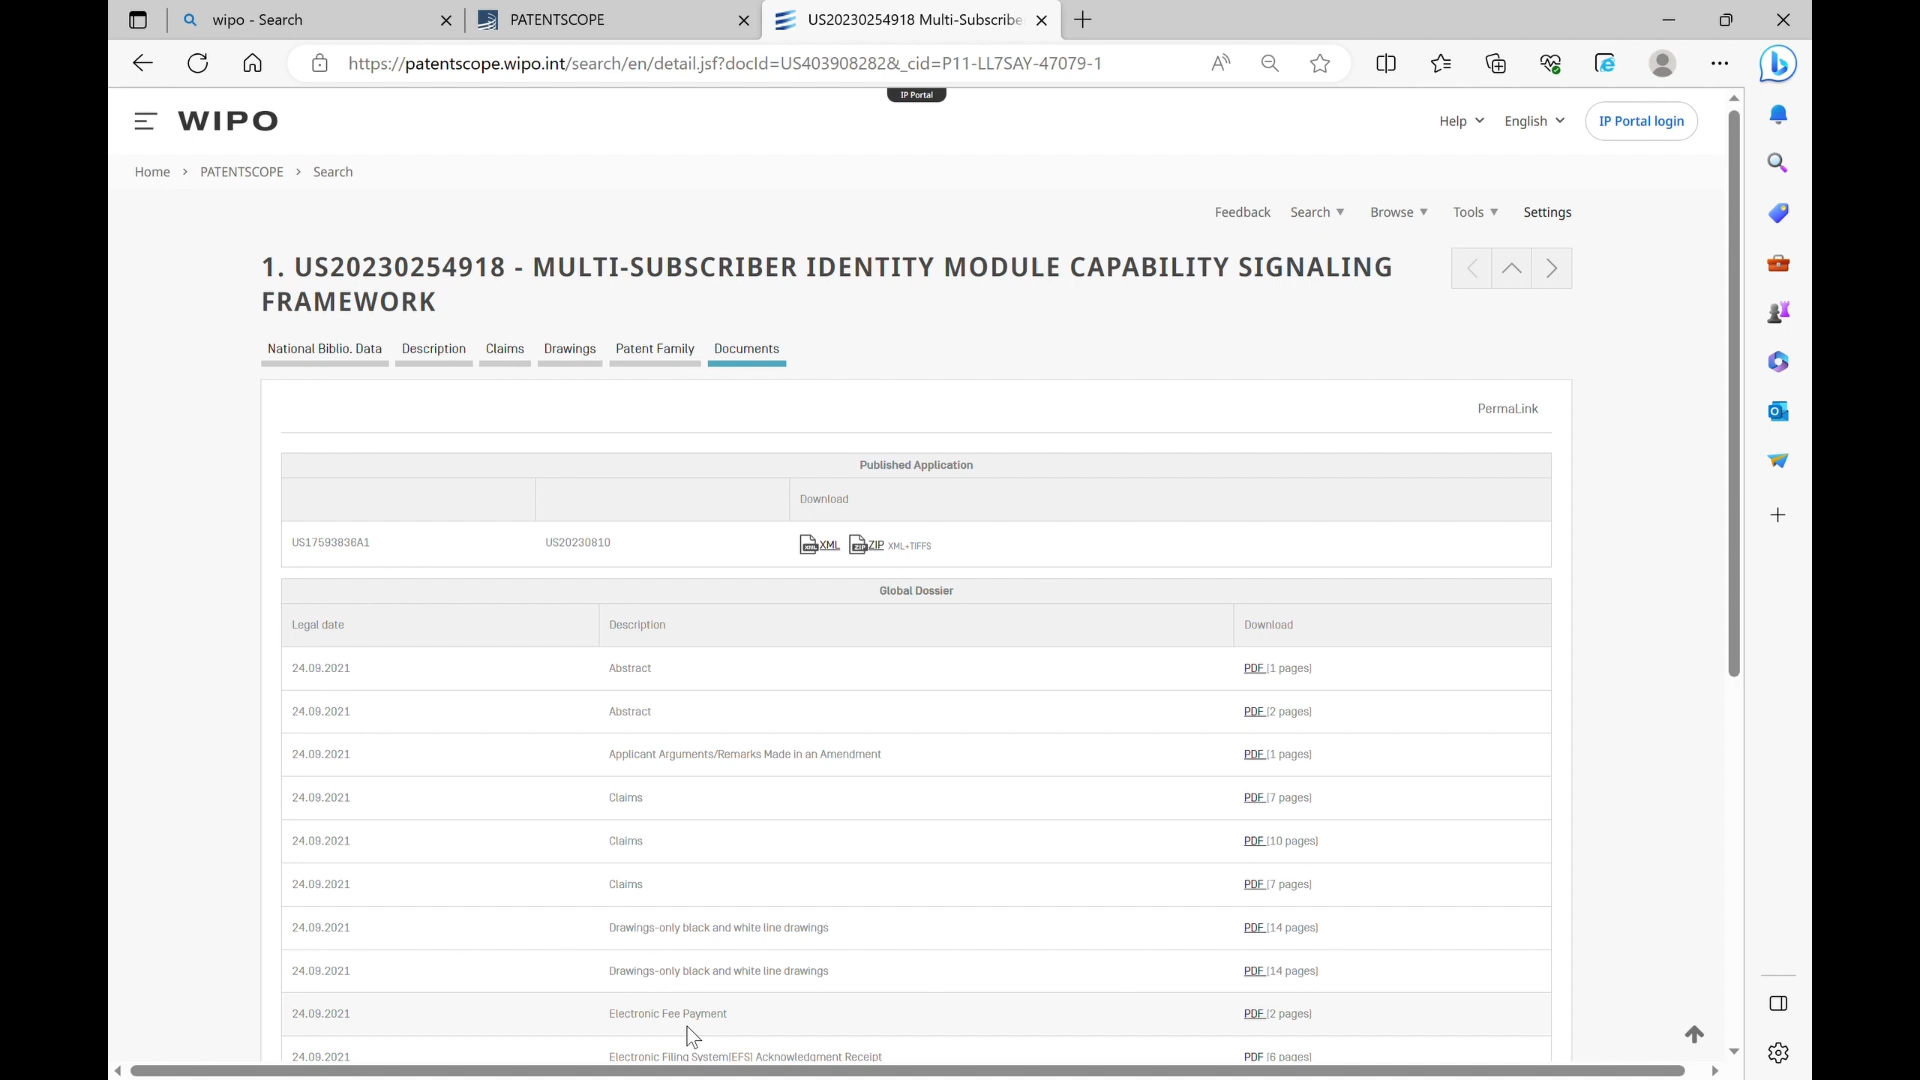 wipo - Search
PATENTSCOPE
US20230254918 Multi-Subscribe
https://patentscope.wipo.int/search/en/detail.jsf?docId=US403908282&_cid=P11-LL7SAY-47079-1
IP Portal
WIPO
Help
English
IP Portal login
Home > PATENTSCOPE > Search
Feedback Search Browse Tools Settings
1. US20230254918 - MULTI-SUBSCRIBER IDENTITY MODULE CAPABILITY SIGNALING
FRAMEWORK
National Biblio. Data Description Claims Drawings Patent Family Documents
PermaLink
Published Application
Download
US17593836A1 US20230810 XML ZIP XML+TIFFS
Global Dossier
Legal date Description Download
24.09.2021 Abstract PDF (1 pages)
24.09.2021 Abstract PDF (2 pages)
24.09.2021 Applicant Arguments/Remarks Made in an Amendment PDF (1 pages)
24.09.2021 Claims PDF (7 pages)
24.09.2021 Claims PDF (10 pages)
24.09.2021 Claims PDF (7 pages)
24.09.2021 Drawings-only black and white line drawings PDF (14 pages)
24.09.2021 Drawings-only black and white line drawings PDF (14 pages)
24.09.2021 Electronic Fee Payment PDF (2 pages)
24.09.2021 Electronic Filing System(EFS) Acknowledgment Receipt PDF (6 pages)